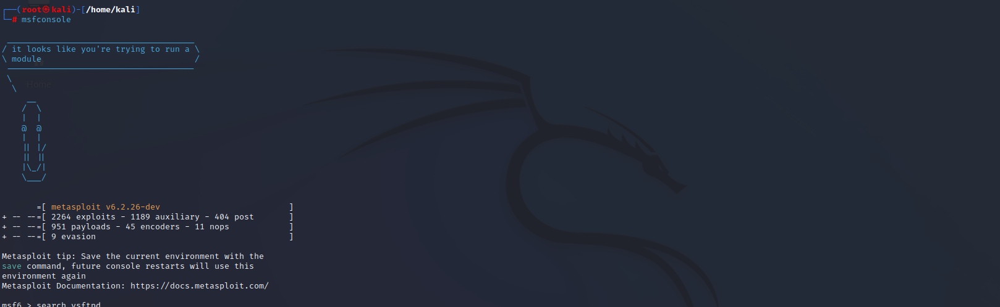 ┌──(root㉿kali)-[/home/kali]
└─# msfconsole
 ______________________________________
/ it looks like you're trying to run a \
\ module                               /
 --------------------------------------
 \
  \
Home
     __
    /  \
    |  |
    @  @
    |  |
    || |/
    || ||
    |\_/|
    \___/
       =[ metasploit v6.2.26-dev                          ]
+ -- --=[ 2264 exploits - 1189 auxiliary - 404 post       ]
+ -- --=[ 951 payloads - 45 encoders - 11 nops            ]
+ -- --=[ 9 evasion                                       ]
Metasploit tip: Save the current environment with the
save command, future console restarts will use this
environment again
Metasploit Documentation: https://docs.metasploit.com/
msf6 > search vsftpd